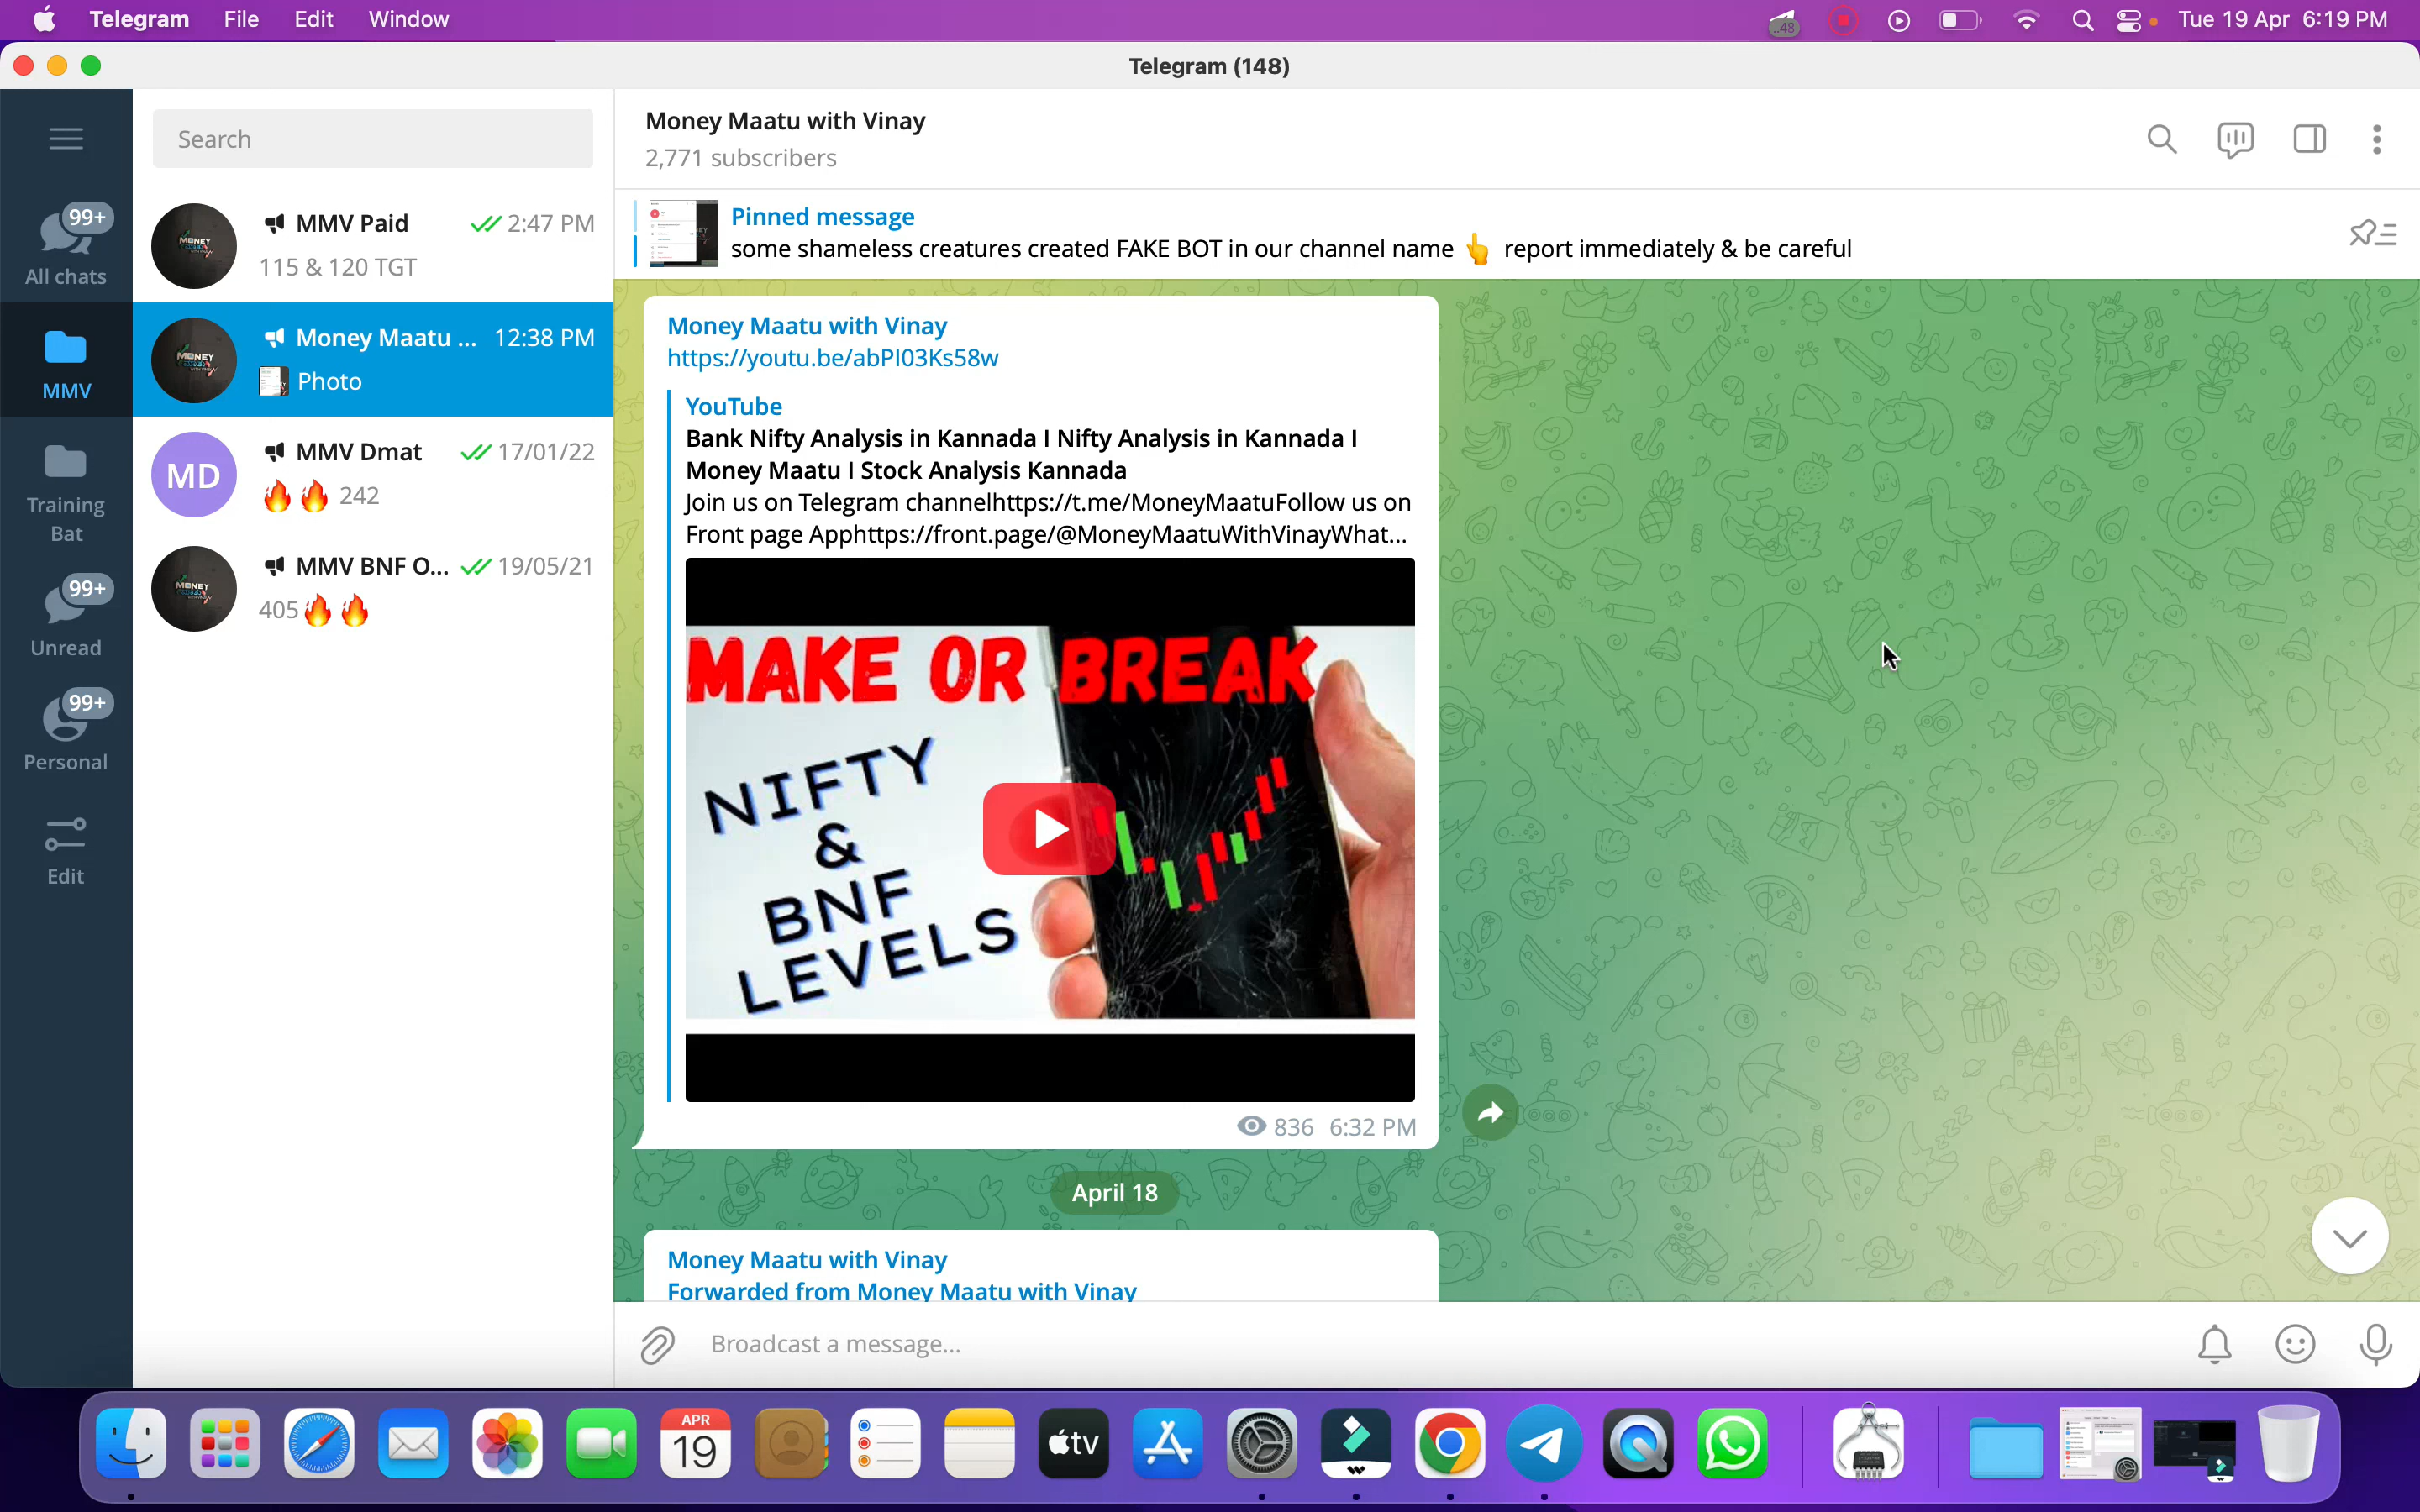 Telegram File Edit Window
..48
Tue 19 Apr 6:19 PM
Telegram (148)
Search
99+
All chats
MMV
Training
Bat
99+
Unread
99+
Personal
Edit
MMV Paid 2:47 PM
115 & 120 TGT
Money Maatu ... 12:38 PM
Photo
MD
MMV Dmat 17/01/22
🔥🔥 242
MMV BNF O... 19/05/21
405🔥🔥
MONEY
MONEY
MONEY
Money Maatu with Vinay
2,771 subscribers
Pinned message
some shameless creatures created FAKE BOT in our channel name 👆 report immediately & be careful
Money Maatu with Vinay
https://youtu.be/abPI03Ks58w
YouTube
Bank Nifty Analysis in Kannada I Nifty Analysis in Kannada I
Money Maatu I Stock Analysis Kannada
Join us on Telegram channelhttps://t.me/MoneyMaatuFollow us on
Front page Apphttps://front.page/@MoneyMaatuWithVinayWhat...
MAKE OR BREAK
NIFTY
&
BNF
LEVELS
836 6:32 PM
April 18
Money Maatu with Vinay
Forwarded from Money Maatu with Vinay
Broadcast a message...
APR
19
tv